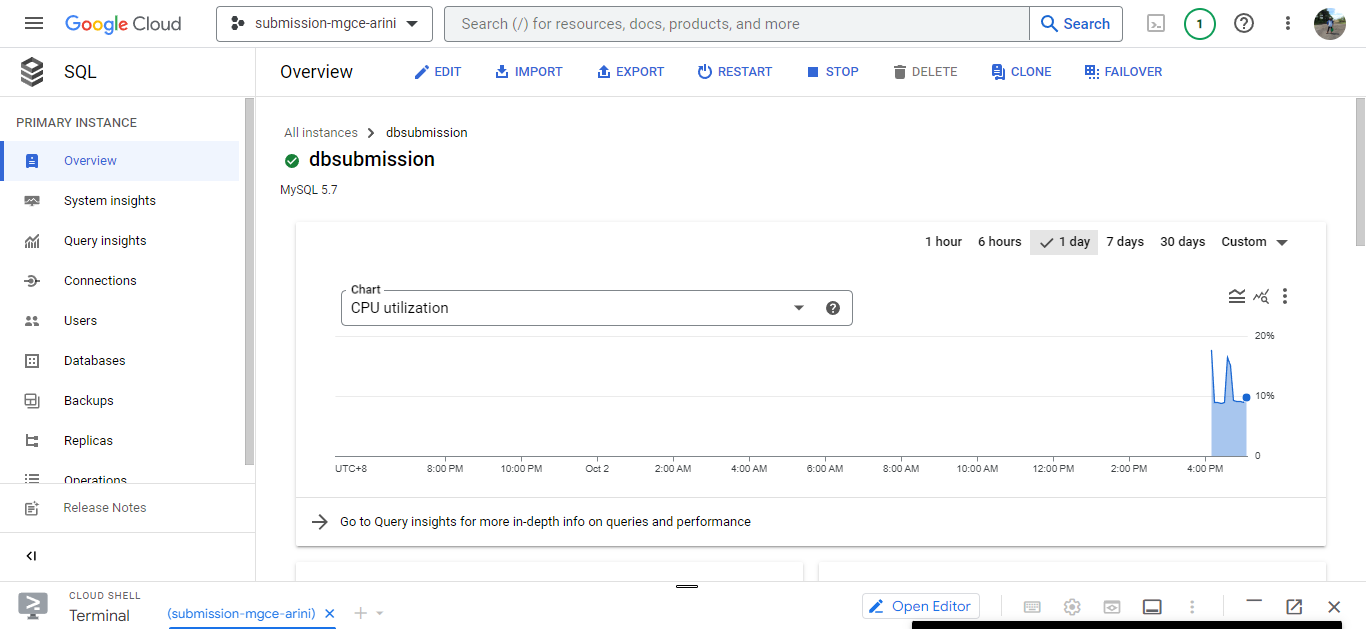 Google Cloud
submission-mgce-arini
Search (/) for resources, docs, products, and more
Search
1
SQL
Overview
EDIT
IMPORT
EXPORT
RESTART
STOP
DELETE
CLONE
FAILOVER
PRIMARY INSTANCE
Overview
System insights
Query insights
Connections
Users
Databases
Backups
Replicas
Operations
Release Notes
All instances
dbsubmission
dbsubmission
MySQL 5.7
1 hour
6 hours
1 day
7 days
30 days
Custom
Chart
CPU utilization
20%
10%
0
UTC+8
8:00 PM
10:00 PM
Oct 2
2:00 AM
4:00 AM
6:00 AM
8:00 AM
10:00 AM
12:00 PM
2:00 PM
4:00 PM
Go to Query insights for more in-depth info on queries and performance
CLOUD SHELL
Terminal
(submission-mgce-arini)
Open Editor